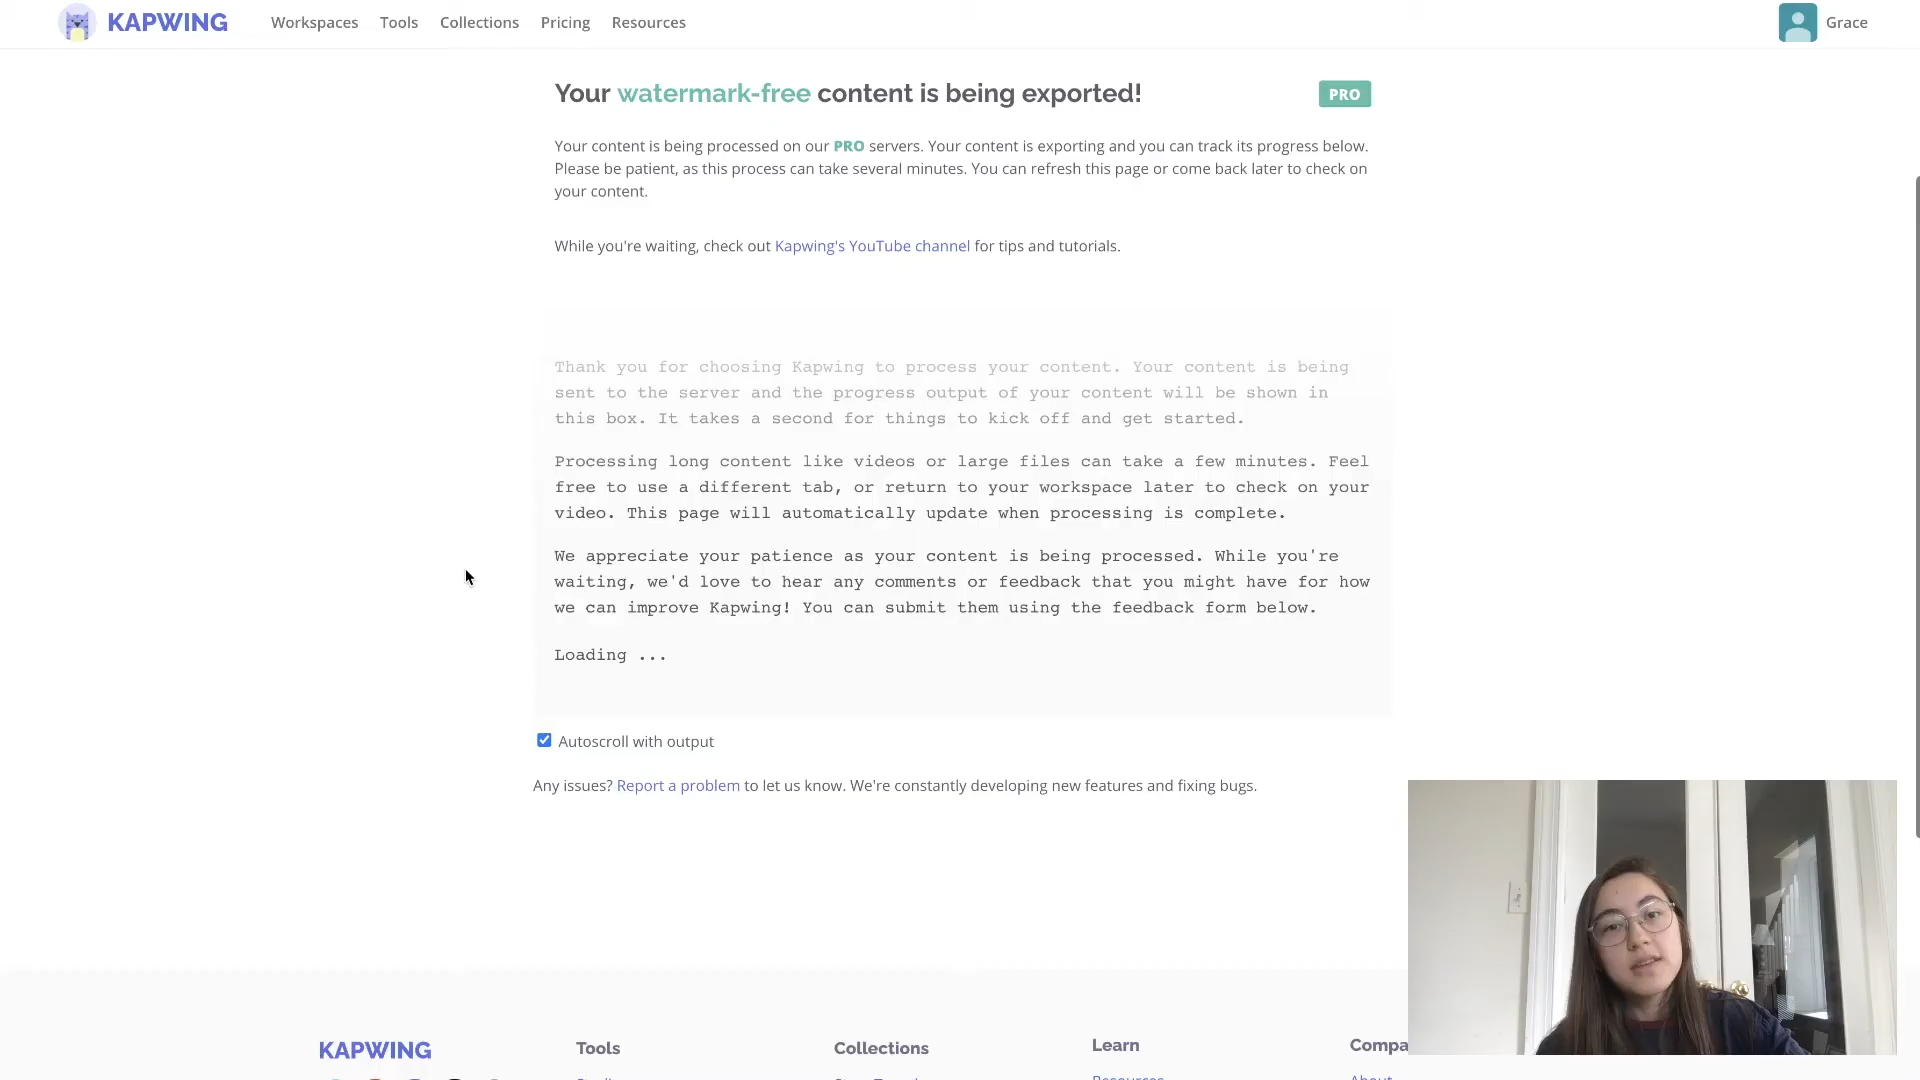 KAPWING
Workspaces
Tools
Collections
Pricing
Resources
Grace
Your watermark-free content is being exported!
PRO
Your content is being processed on our PRO servers. Your content is exporting and you can track its progress below.
Please be patient, as this process can take several minutes. You can refresh this page or come back later to check on
your content.
While you're waiting, check out Kapwing's YouTube channel for tips and tutorials.
Thank you for choosing Kapwing to process your content. Your content is being
sent to the server and the progress output of your content will be shown in
this box. It takes a second for things to kick off and get started.
Processing long content like videos or large files can take a few minutes. Feel
free to use a different tab, or return to your workspace later to check on your
video. This page will automatically update when processing is complete.
We appreciate your patience as your content is being processed. While you're
waiting, we'd love to hear any comments or feedback that you might have for how
we can improve Kapwing! You can submit them using the feedback form below.
Loading ...
Autoscroll with output
Any issues? Report a problem to let us know. We're constantly developing new features and fixing bugs.
KAPWING
Tools
Collections
Learn
Compa
Resources
About